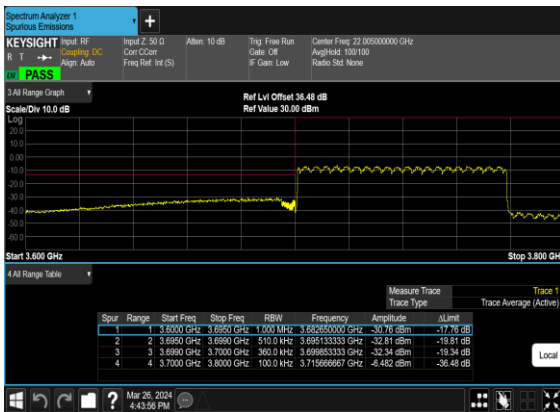 Spectrum Analyzer 1
Spurious Emissions
KEYSIGHT Input: RF Input Z: 50 Ω Atten: 10 dB Trig: Free Run Center Freq: 22.005000000 GHz
R T Coupling: DC Corr CCorr Gate: Off Avg|Hold: 100/100
Align: Auto Freq Ref: Int (S) IF Gain: Low Radio Std: None
PASS
3 All Range Graph
Ref Lvl Offset 36.48 dB
Scale/Div 10.0 dB Ref Value 30.00 dBm
Log
20.0
10.0
0.00
-10.0
-20.0
-30.0
-40.0
-50.0
-60.0
Start 3.600 GHz Stop 3.800 GH
4 All Range Table
Measure Trace Trace 1
Trace Type Trace Average (Active)
Spur Range Start Freq Stop Freq RBW Frequency Amplitude ΔLimit
1 1 3.6000 GHz 3.6950 GHz 1.000 MHz 3.682650000 GHz -30.76 dBm -17.76 dB
2 2 3.6950 GHz 3.6990 GHz 510.0 kHz 3.695133333 GHz -32.81 dBm -19.81 dB
3 3 3.6990 GHz 3.7000 GHz 360.0 kHz 3.699853333 GHz -32.34 dBm -19.34 dB
4 4 3.7000 GHz 3.8000 GHz 100.0 kHz 3.715666667 GHz -6.482 dBm -36.48 dB
Local
Mar 26, 2024
4:43:56 PM